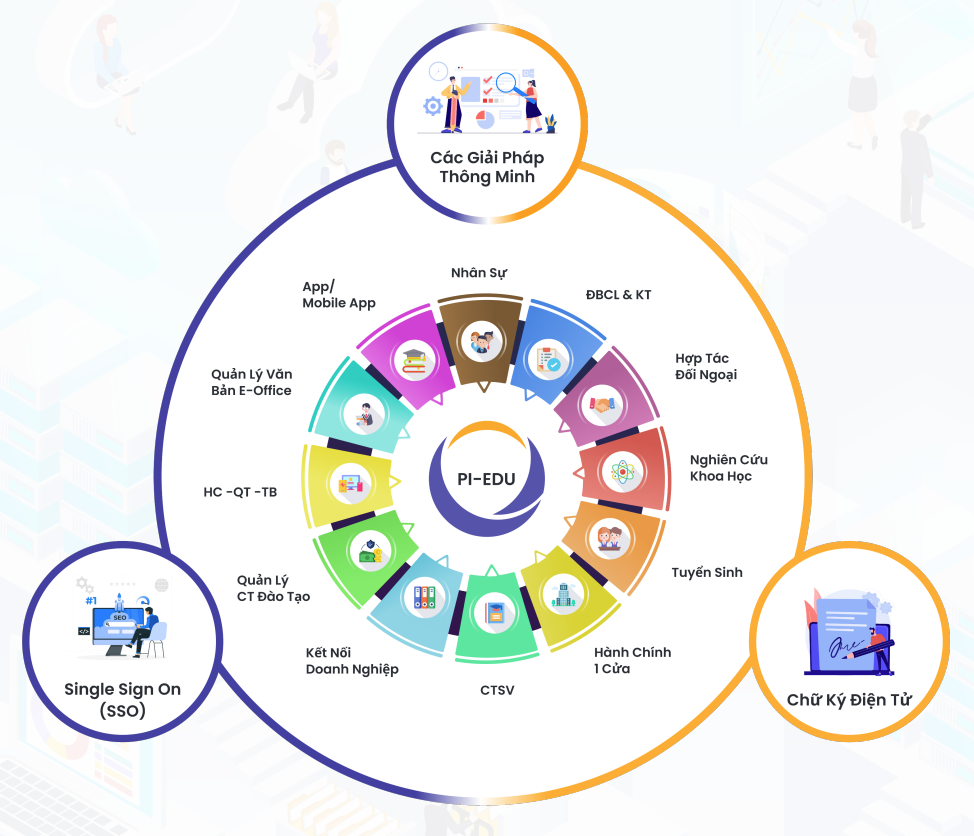 Các Giải Pháp
Thông Minh
Nhân Sự
App/
Mobile App
ĐBCL & KT
Quản Lý Văn
Bản E-Office
Hợp Tác
Đối Ngoại
HC -QT -TB
PI-EDU
Nghiên Cứu
Khoa Học
Quản Lý
CT Đào Tạo
Tuyển Sinh
Kết Nối
Doanh Nghiệp
CTSV
Hành Chính
1 Cửa
#1
SEO
</>
Single Sign On
(SSO)
Chữ Ký Điện Tử